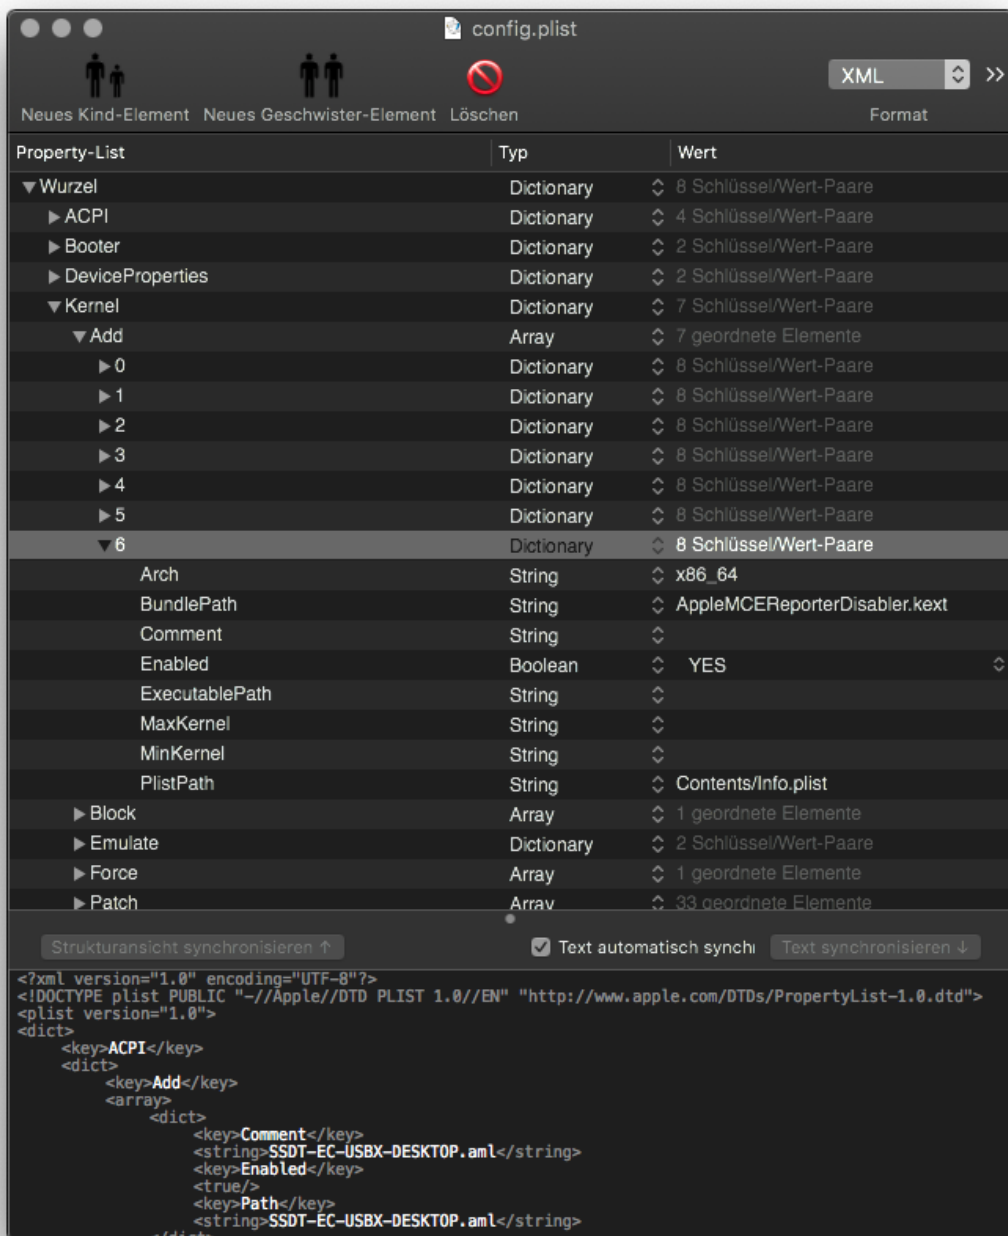 config.plist
Neues Kind-Element Neues Geschwister-Element Löschen XML Format
Property-List Typ Wert
Wurzel Dictionary 8 Schlüssel/Wert-Paare
ACPI Dictionary 4 Schlüssel/Wert-Paare
Booter Dictionary 2 Schlüssel/Wert-Paare
DeviceProperties Dictionary 2 Schlüssel/Wert-Paare
Kernel Dictionary 7 Schlüssel/Wert-Paare
Add Array 7 geordnete Elemente
0 Dictionary 8 Schlüssel/Wert-Paare
1 Dictionary 8 Schlüssel/Wert-Paare
2 Dictionary 8 Schlüssel/Wert-Paare
3 Dictionary 8 Schlüssel/Wert-Paare
4 Dictionary 8 Schlüssel/Wert-Paare
5 Dictionary 8 Schlüssel/Wert-Paare
6 Dictionary 8 Schlüssel/Wert-Paare
Arch String x86_64
BundlePath String AppleMCEReporterDisabler.kext
Comment String
Enabled Boolean YES
ExecutablePath String
MaxKernel String
MinKernel String
PlistPath String Contents/Info.plist
Block Array 1 geordnete Elemente
Emulate Dictionary 2 Schlüssel/Wert-Paare
Force Array 1 geordnete Elemente
Patch Array 33 geordnete Elemente
Strukturansicht synchronisieren ↑ Text automatisch synchr Text synchronisieren ↓
<?xml version="1.0" encoding="UTF-8"?>
<!DOCTYPE plist PUBLIC "-//Apple//DTD PLIST 1.0//EN" "http://www.apple.com/DTDs/PropertyList-1.0.dtd">
<plist version="1.0">
<dict>
<key>ACPI</key>
<dict>
<key>Add</key>
<array>
<dict>
<key>Comment</key>
<string>SSDT-EC-USBX-DESKTOP.aml</string>
<key>Enabled</key>
<true/>
<key>Path</key>
<string>SSDT-EC-USBX-DESKTOP.aml</string>
</dict>